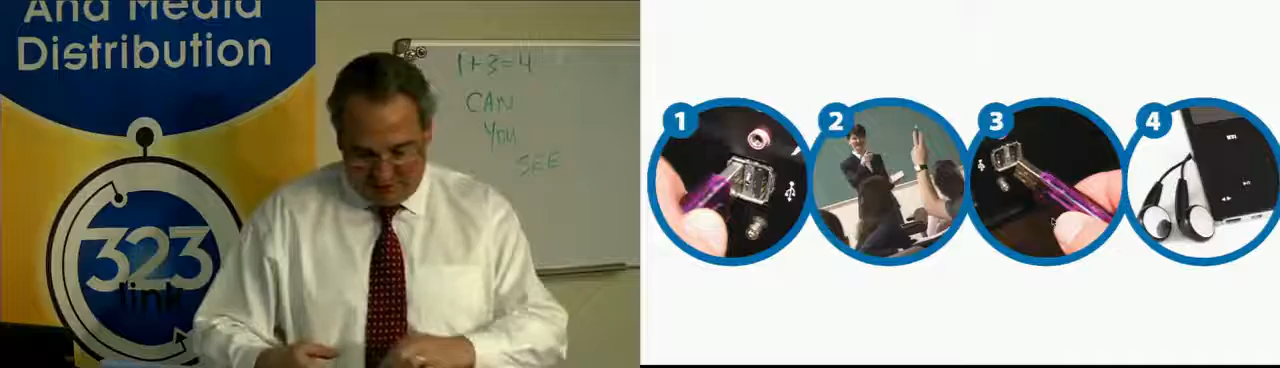 And Media
Distribution
323
link
1+3=4
CAN
YOU
SEE
1
2
3
4